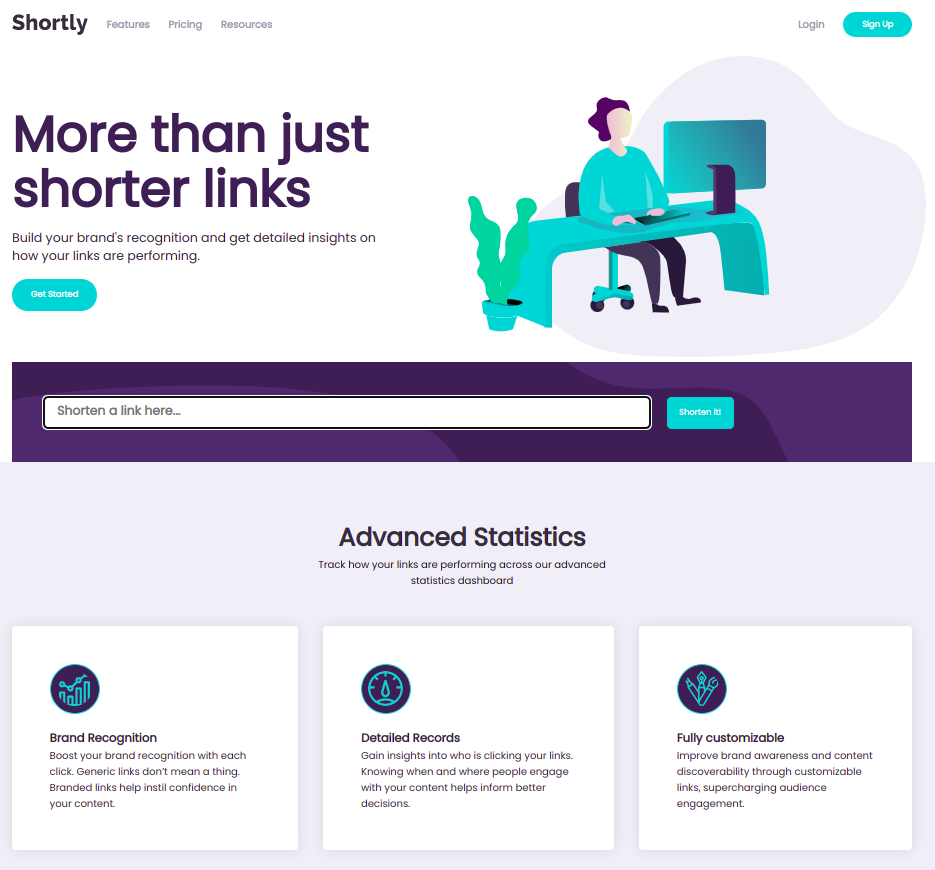 Shortly Features Pricing Resources Login Sign Up
More than just
shorter links
Build your brand's recognition and get detailed insights on
how your links are performing.
Get Started
Shorten a link here... Shorten it!
Advanced Statistics
Track how your links are performing across our advanced
statistics dashboard
Brand Recognition
Boost your brand recognition with each
click. Generic links don't mean a thing.
Branded links help instil confidence in
your content.
Detailed Records
Gain insights into who is clicking your links.
Knowing when and where people engage
with your content helps inform better
decisions.
Fully customizable
Improve brand awareness and content
discoverability through customizable
links, supercharging audience
engagement.